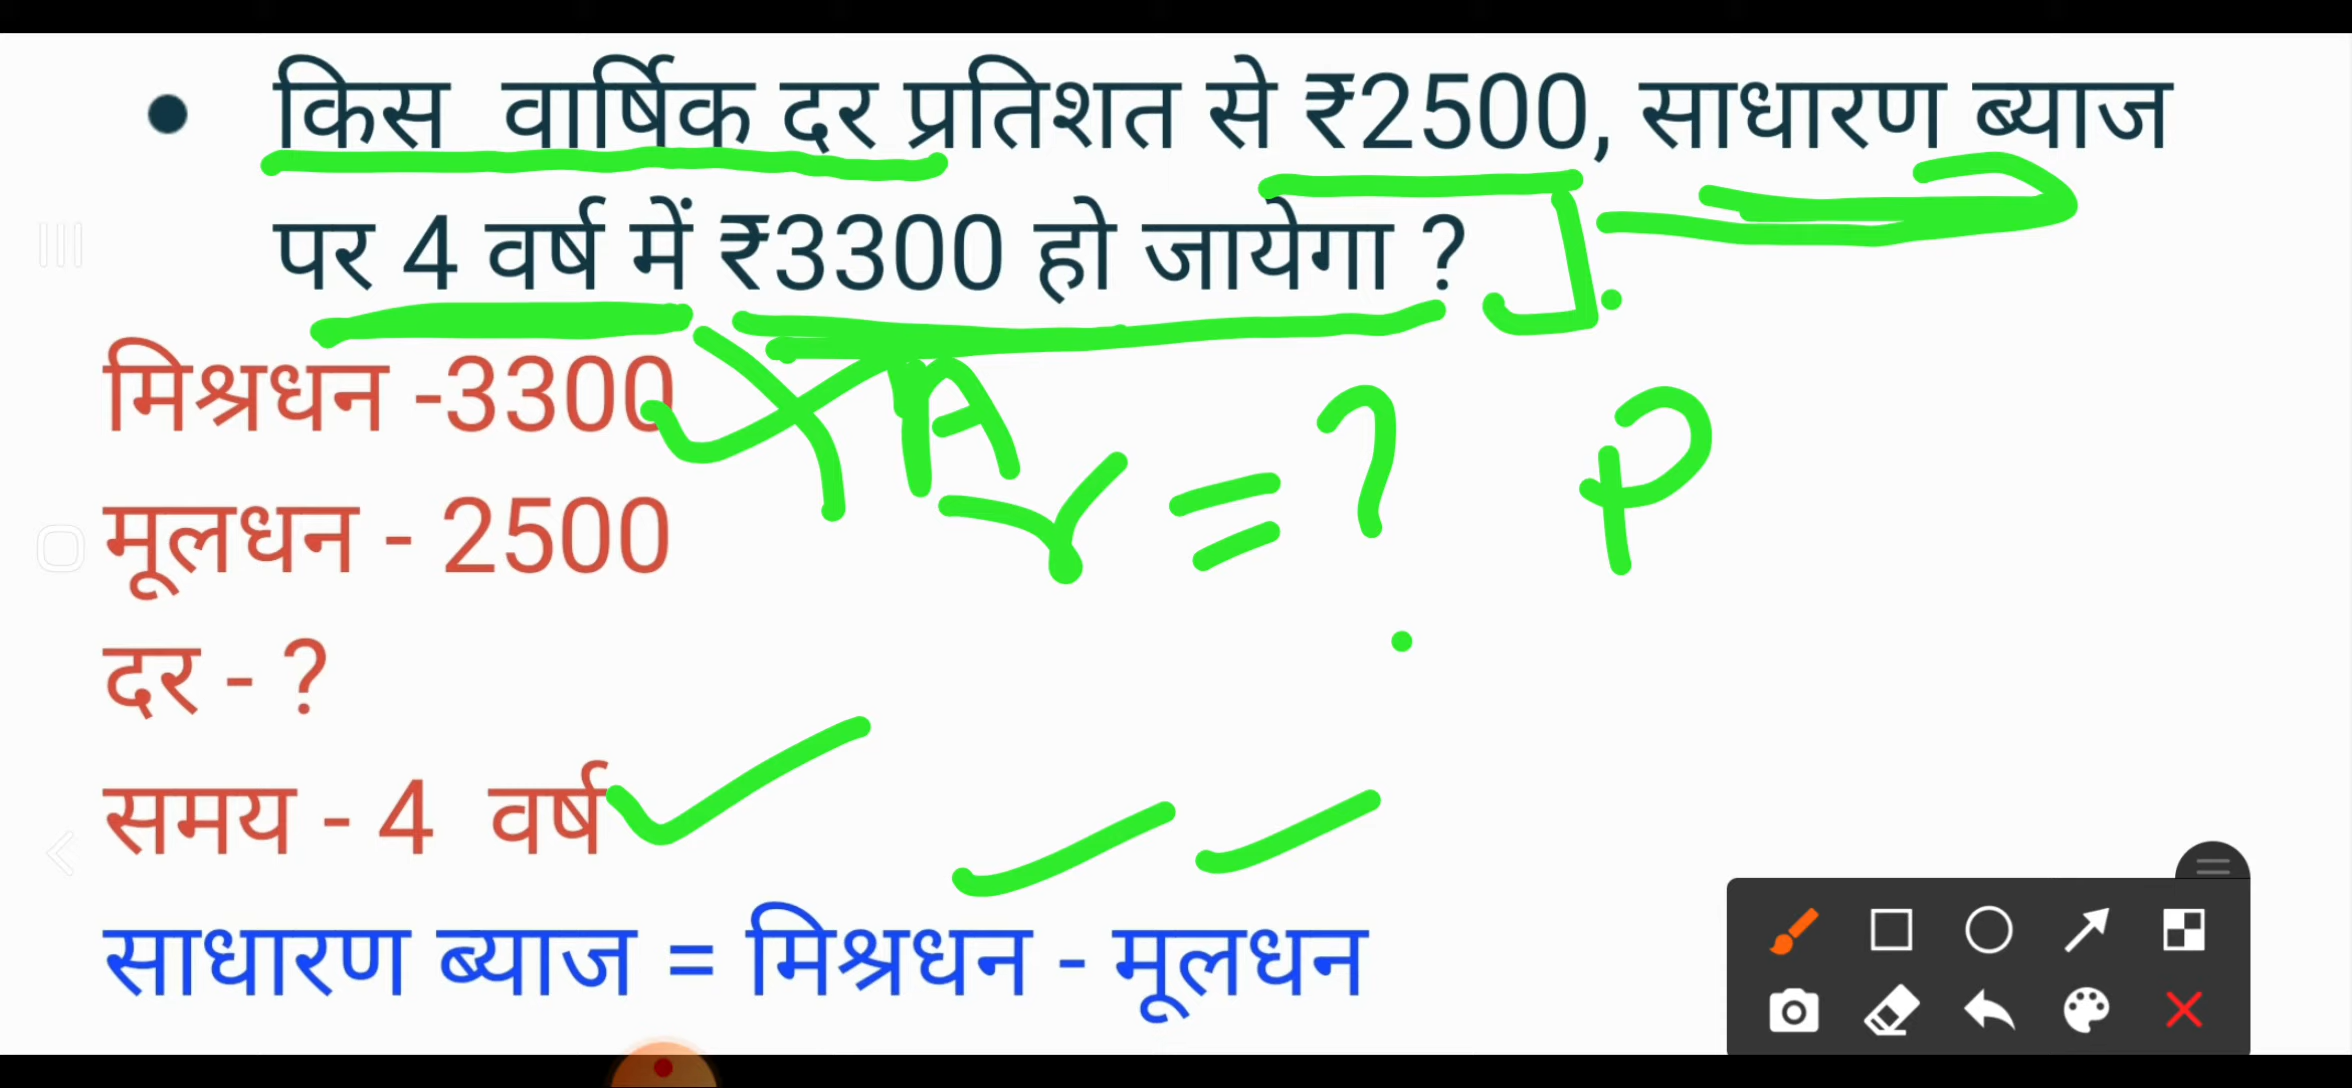 • किस वार्षिक दर प्रतिशत से ₹2500, साधारण ब्याज
पर 4 वर्ष में ₹3300 हो जायेगा ?
मिश्रधन -3300
A
मूलधन - 2500
r = ?
P
दर - ?
समय - 4 वर्ष
साधारण ब्याज = मिश्रधन - मूलधन